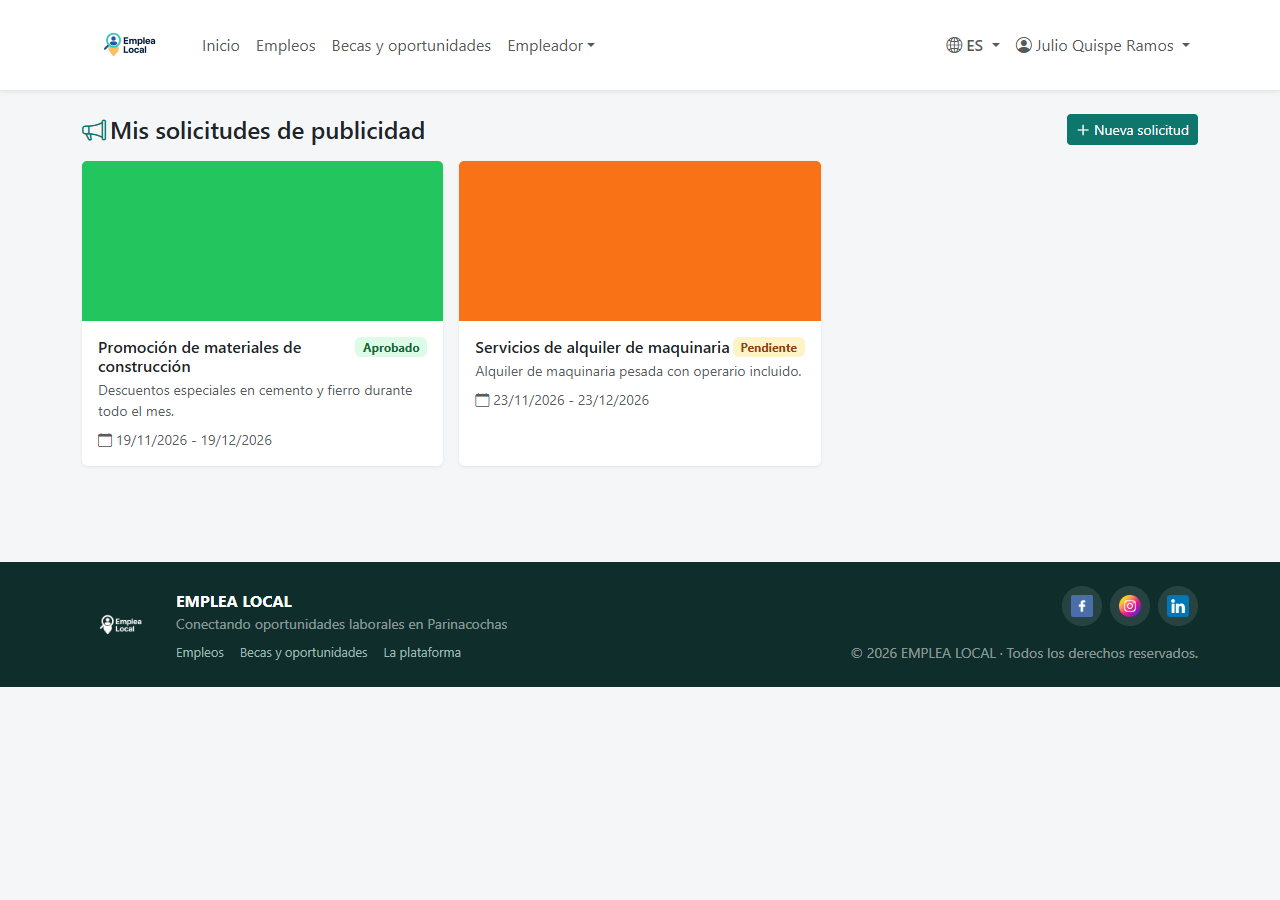 Emplea
Local
Inicio
Empleos
Becas y oportunidades
Empleador
ES
Julio Quispe Ramos
Mis solicitudes de publicidad
Nueva solicitud
Promoción de materiales de
construcción
Aprobado
Descuentos especiales en cemento y fierro durante
todo el mes.
19/11/2026 - 19/12/2026
Servicios de alquiler de maquinaria
Pendiente
Alquiler de maquinaria pesada con operario incluido.
23/11/2026 - 23/12/2026
Emplea
Local
EMPLEA LOCAL
Conectando oportunidades laborales en Parinacochas
Empleos
Becas y oportunidades
La plataforma
© 2026 EMPLEA LOCAL · Todos los derechos reservados.